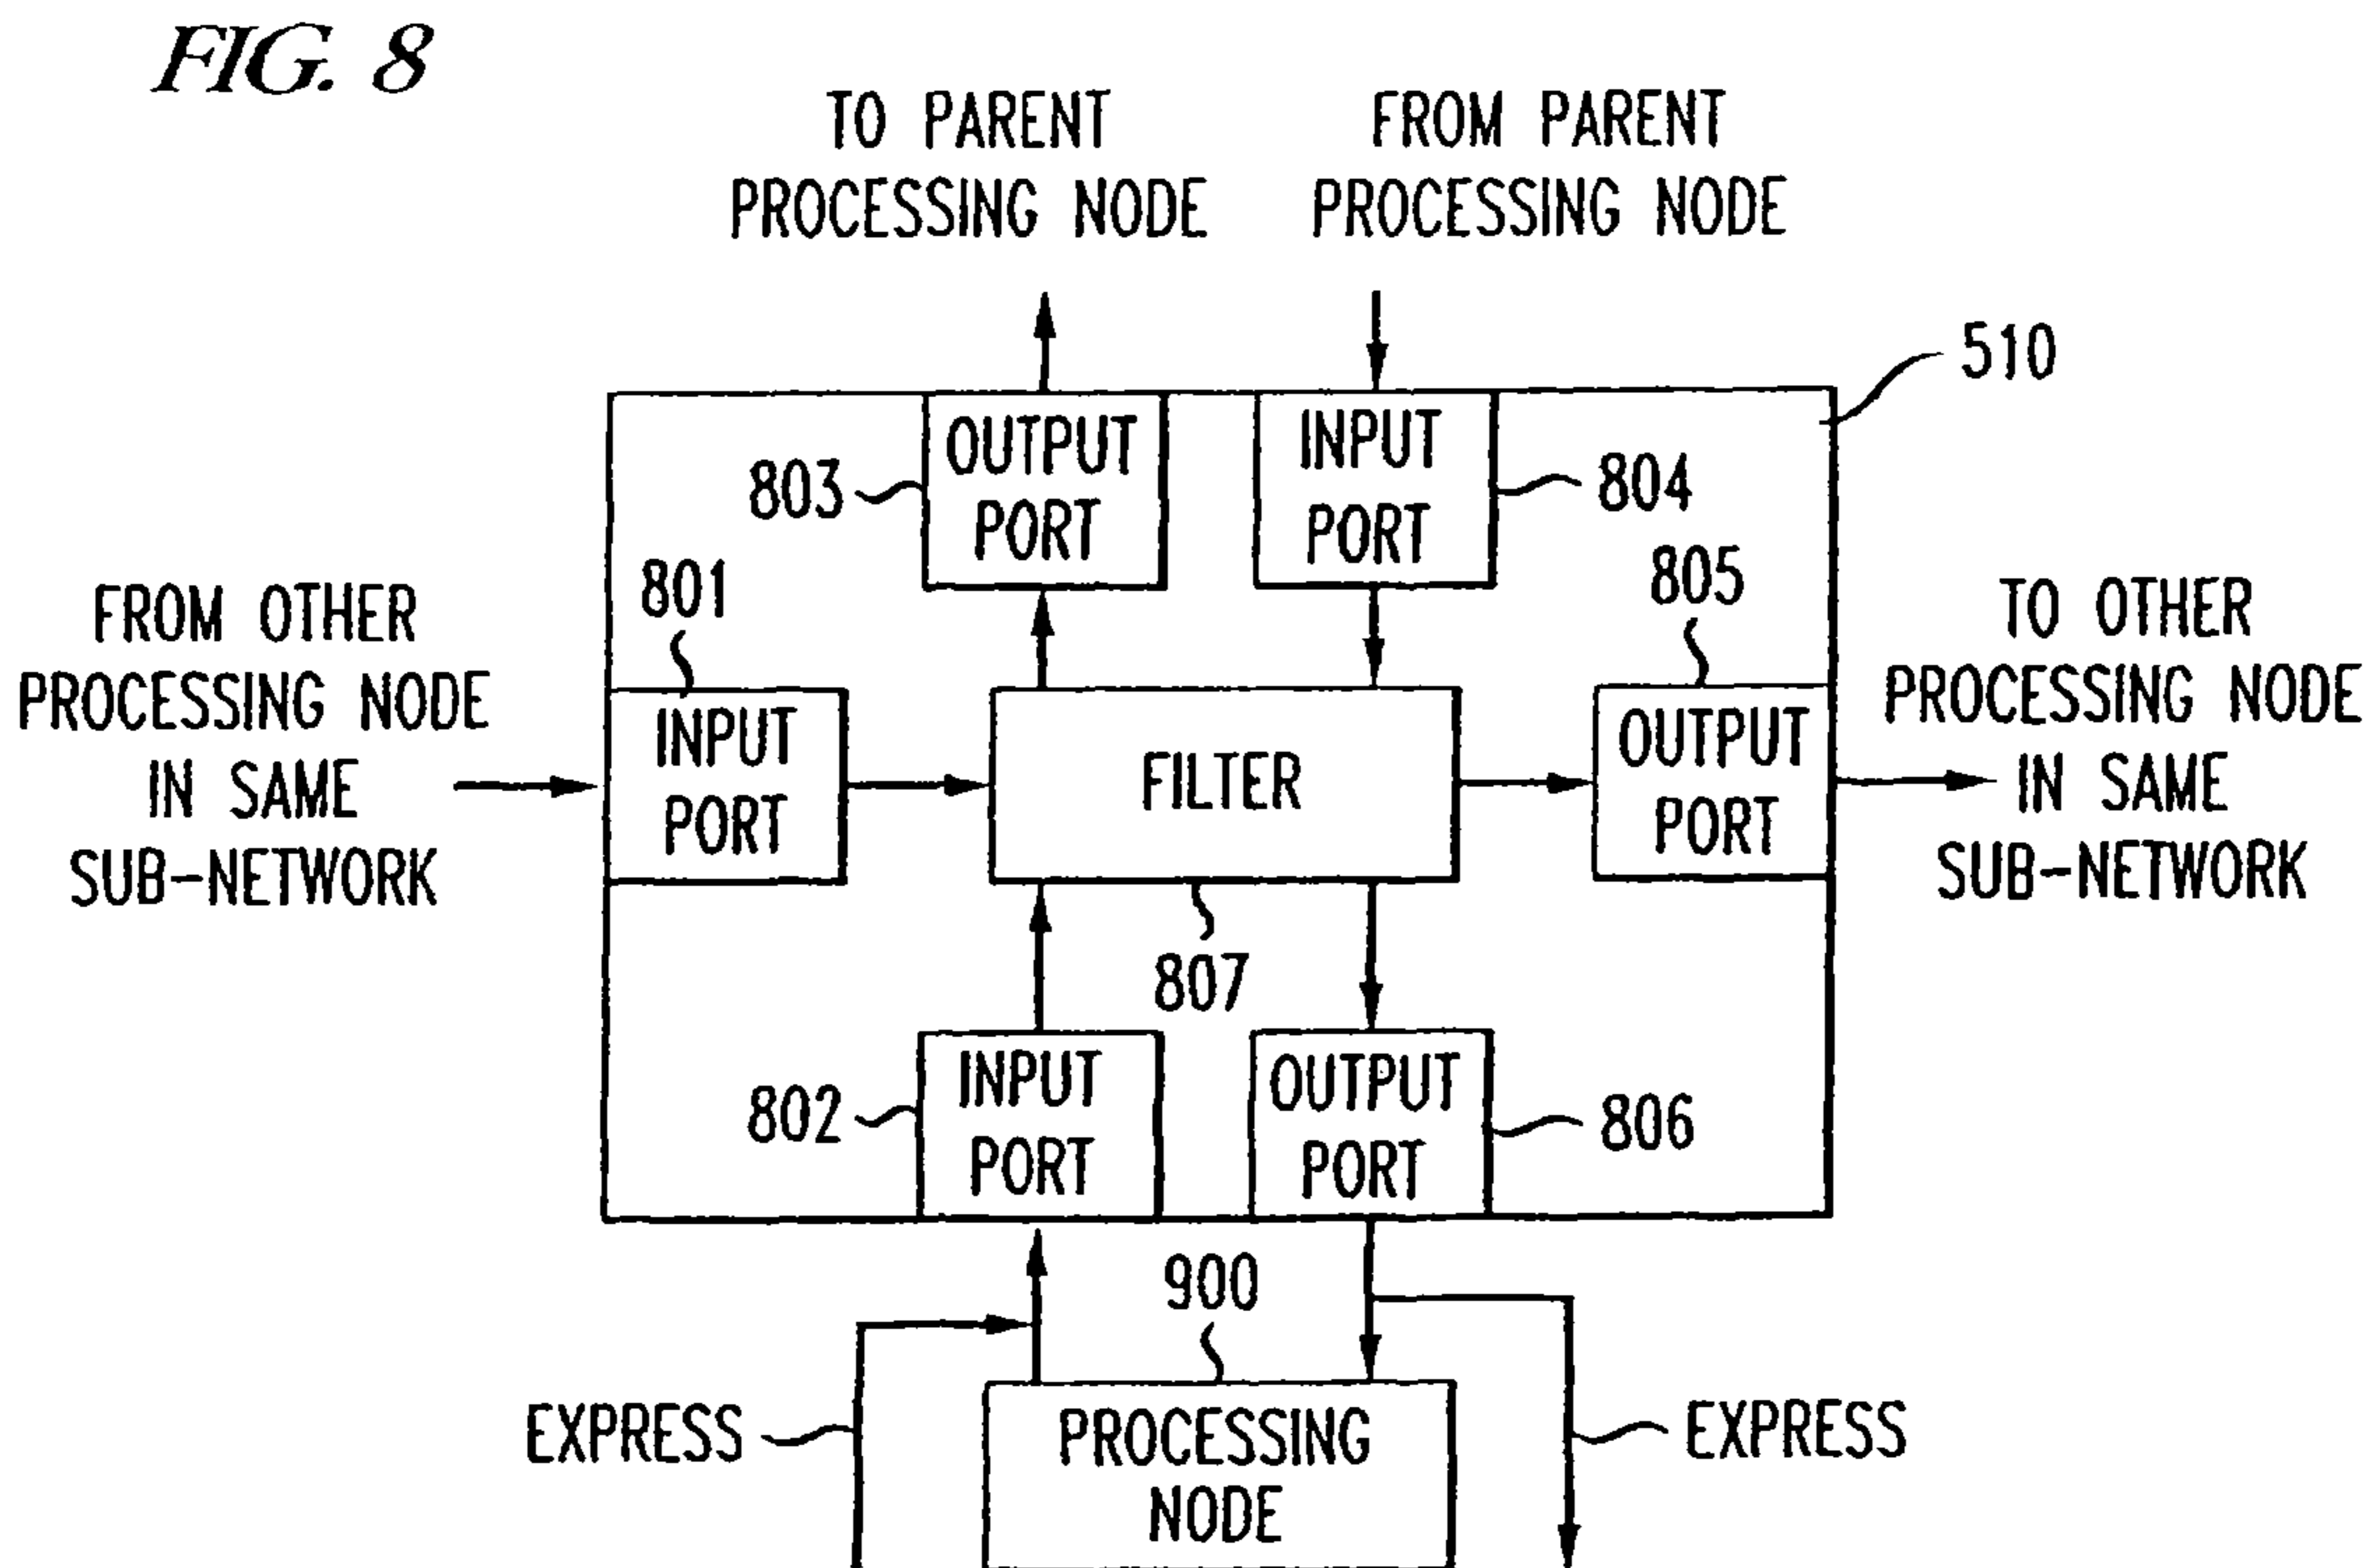 FIG. 8
TO PARENT
PROCESSING NODE
FROM PARENT
PROCESSING NODE
510
803
OUTPUT
PORT
INPUT
PORT
804
801
805
FROM OTHER
PROCESSING NODE
IN SAME
SUB-NETWORK
INPUT
PORT
FILTER
OUTPUT
PORT
TO OTHER
PROCESSING NODE
IN SAME
SUB-NETWORK
807
802
INPUT
PORT
OUTPUT
PORT
806
900
EXPRESS
PROCESSING
NODE
EXPRESS